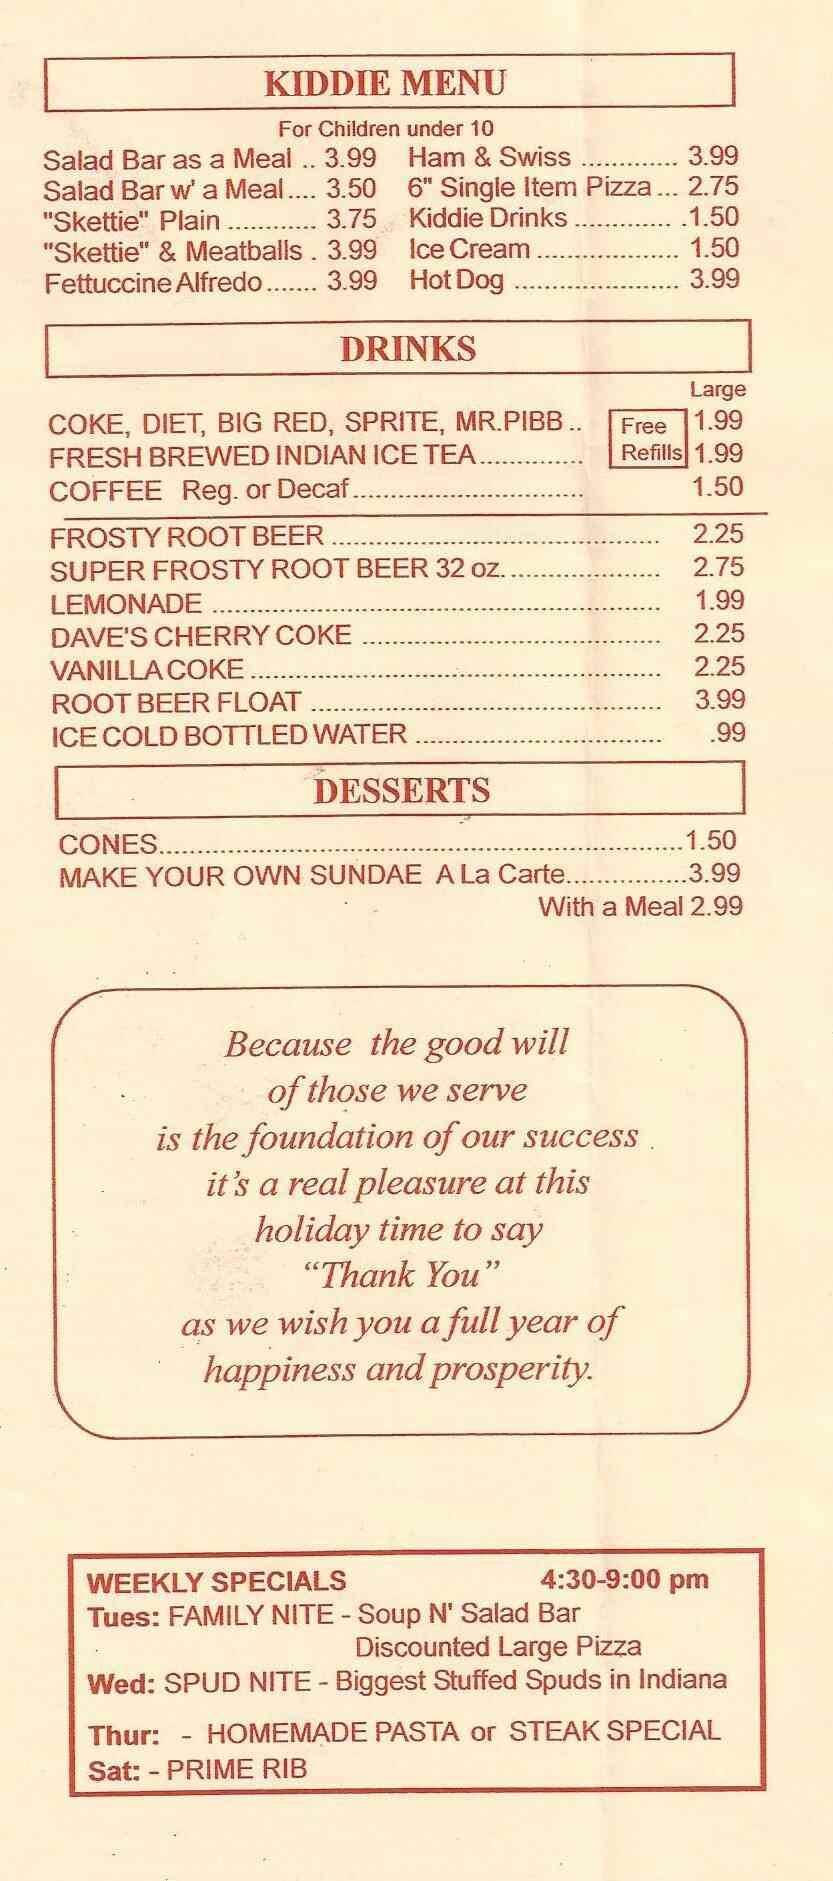 KIDDIE MENU
For Children under 10
Salad Bar as a Meal .. 3.99
Salad Bar w' a Meal.... 3.50
"Skettie" Plain ............ 3.75
"Skettie" & Meatballs . 3.99
Fettuccine Alfredo....... 3.99
Ham & Swiss ............. 3.99
6" Single Item Pizza ... 2.75
Kiddie Drinks ............. .1.50
Ice Cream ................... 1.50
Hot Dog ...................... 3.99
DRINKS
Large
COKE, DIET, BIG RED, SPRITE, MR.PIBB .. 1.99
FRESH BREWED INDIAN ICE TEA............. 1.99
Free
Refills
COFFEE Reg. or Decaf............................... 1.50
FROSTY ROOT BEER ............................................ 2.25
SUPER FROSTY ROOT BEER 32 oz..................... 2.75
LEMONADE ............................................................ 1.99
DAVE'S CHERRY COKE ........................................ 2.25
VANILLA COKE ....................................................... 2.25
ROOT BEER FLOAT ............................................... 3.99
ICE COLD BOTTLED WATER ................................. .99
DESSERTS
CONES......................................................................1.50
MAKE YOUR OWN SUNDAE A La Carte................3.99
With a Meal 2.99
Because the good will
of those we serve
is the foundation of our success .
it's a real pleasure at this
holiday time to say
“Thank You”
as we wish you a full year of
happiness and prosperity.
WEEKLY SPECIALS 4:30-9:00 pm
Tues: FAMILY NITE - Soup N' Salad Bar
Discounted Large Pizza
Wed: SPUD NITE - Biggest Stuffed Spuds in Indiana
Thur: - HOMEMADE PASTA or STEAK SPECIAL
Sat: - PRIME RIB